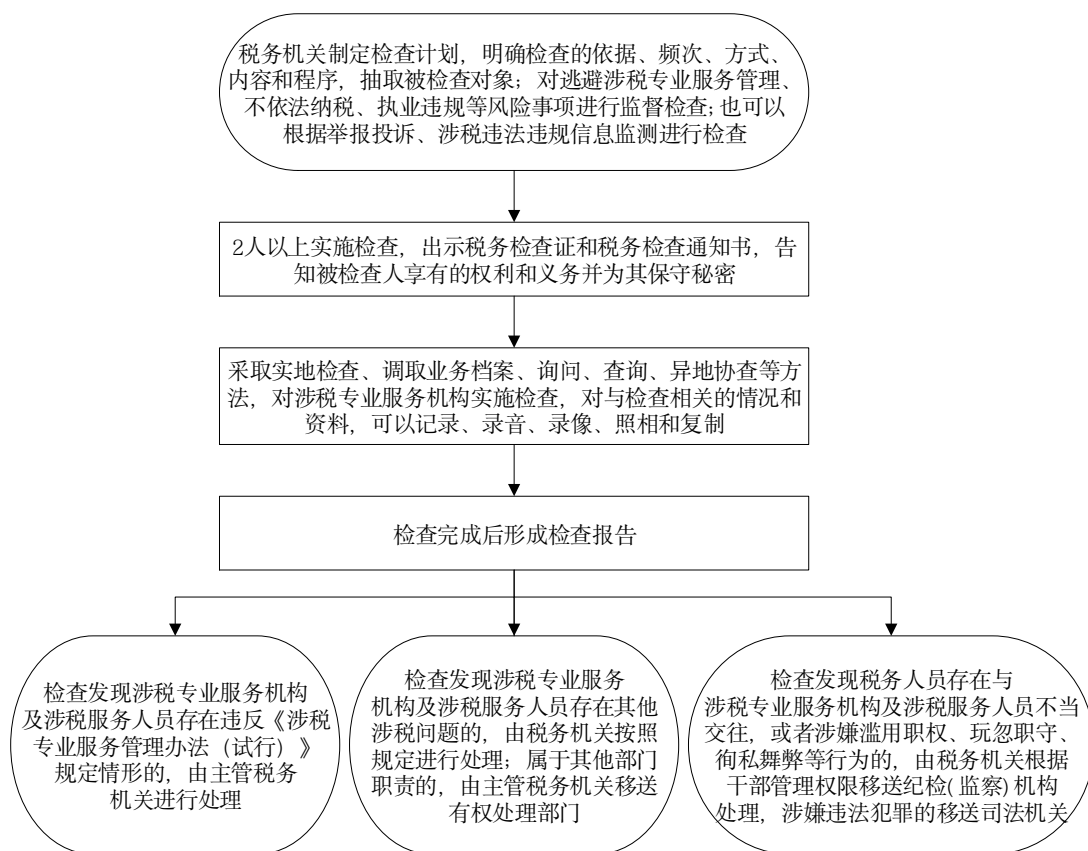 税务机关制定检查计划，明确检查的依据、频次、方式、
内容和程序，抽取被检查对象；对逃避涉税专业服务管理、
不依法纳税、执业违规等风险事项进行监督检查；也可以
根据举报投诉、涉税违法违规信息监测进行检查
2人以上实施检查，出示税务检查证和税务检查通知书，告
知被检查人享有的权利和义务并为其保守秘密
采取实地检查、调取业务档案、询问、查询、异地协查等方
法，对涉税专业服务机构实施检查，对与检查相关的情况和
资料，可以记录、录音、录像、照相和复制
检查完成后形成检查报告
检查发现涉税专业服务机构
及涉税服务人员存在违反《涉税
专业服务管理办法（试行）》
规定情形的，由主管税务
机关进行处理
检查发现涉税专业服务
机构及涉税服务人员存在其他
涉税问题的，由税务机关按照
规定进行处理；属于其他部门
职责的，由主管税务机关移送
有权处理部门
检查发现税务人员存在与
涉税专业服务机构及涉税服务人员不当
交往，或者涉嫌滥用职权、玩忽职守、
徇私舞弊等行为的，由税务机关根据
干部管理权限移送纪检(监察)机构
处理，涉嫌违法犯罪的移送司法机关